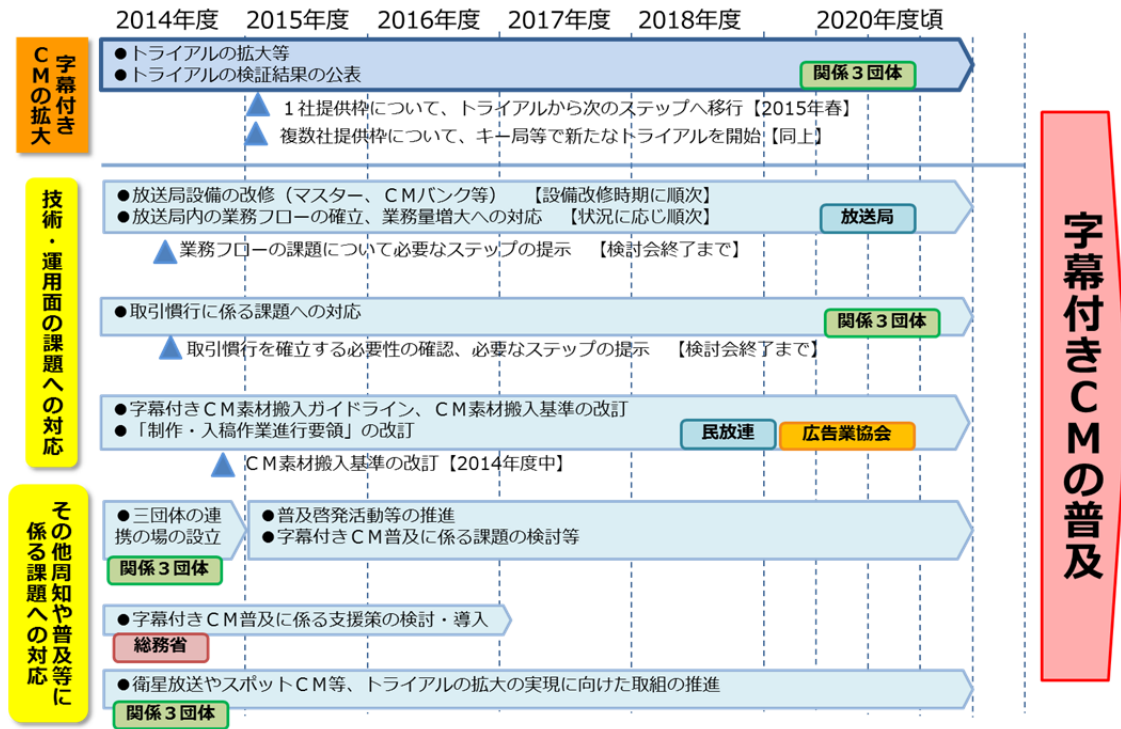 2014年度
2015年度
2016年度
2017年度
2018年度
2020年度頃
字幕付き
ＣＭの拡大
●トライアルの拡大等
●トライアルの検証結果の公表
関係３団体
１社提供枠について、トライアルから次のステップへ移行【2015年春】
複数社提供枠について、キー局等で新たなトライアルを開始【同上】
技術・運用面の課題への対応
●放送局設備の改修（マスター、ＣＭバンク等）　【設備改修時期に順次】
●放送局内の業務フローの確立、業務量増大への対応　【状況に応じ順次】
放送局
業務フローの課題について必要なステップの提示　【検討会終了まで】
●取引慣行に係る課題への対応
関係３団体
取引慣行を確立する必要性の確認、必要なステップの提示　【検討会終了まで】
●字幕付きＣＭ素材搬入ガイドライン、ＣＭ素材搬入基準の改訂
●「制作・入稿作業進行要領」の改訂
民放連
広告業協会
ＣＭ素材搬入基準の改訂【2014年度中】
その他周知や普及等に
係る課題への対応
●三団体の連
携の場の設立
関係３団体
●普及啓発活動等の推進
●字幕付きＣＭ普及に係る課題の検討等
●字幕付きＣＭ普及に係る支援策の検討・導入
総務省
●衛星放送やスポットＣＭ等、トライアルの拡大の実現に向けた取組の推進
関係３団体
字幕付きＣＭの普及